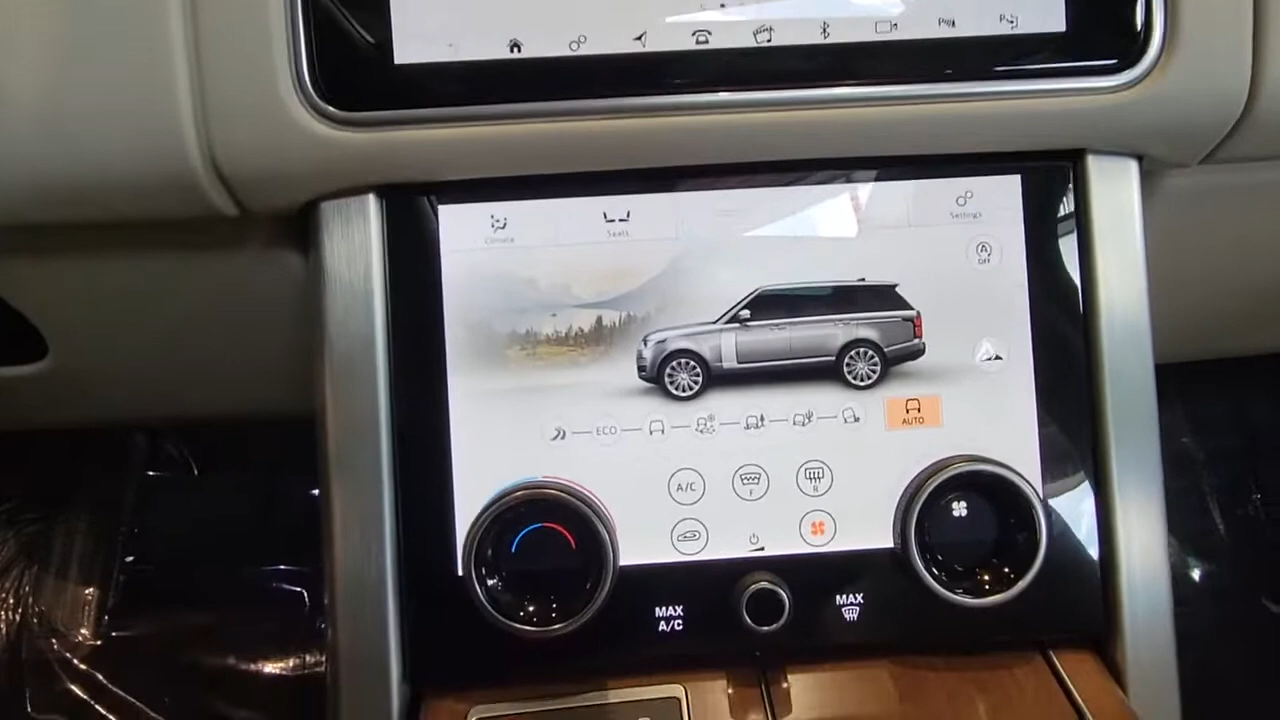 P
P
Climate
Seats
Settings
A
OFF
ECO
AUTO
A/C
F
R
MAX
A/C
MAX